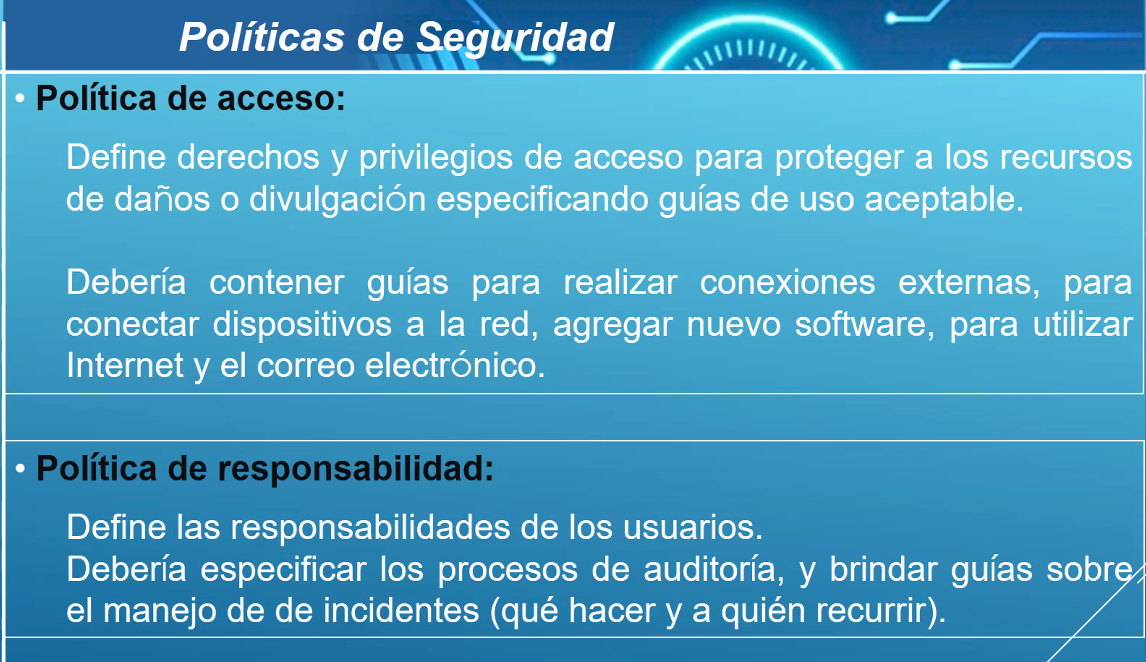 Políticas de Seguridad
• Política de acceso:
Define derechos y privilegios de acceso para proteger a los recursos
de daños o divulgación especificando guías de uso aceptable.
Debería contener guías para realizar conexiones externas, para
conectar dispositivos a la red, agregar nuevo software, para utilizar
Internet y el correo electrónico.
• Política de responsabilidad:
Define las responsabilidades de los usuarios.
Debería especificar los procesos de auditoría, y brindar guías sobre
el manejo de de incidentes (qué hacer y a quién recurrir).